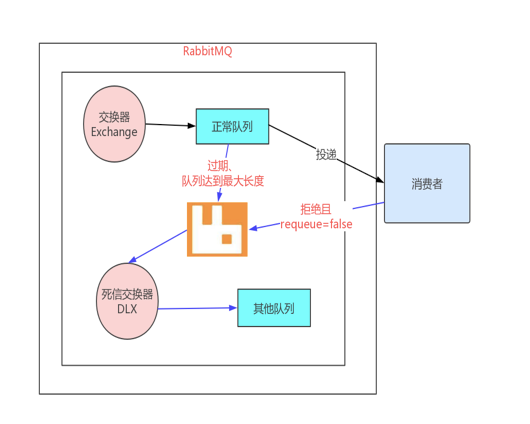 RabbitMQ
交换器
Exchange
正常队列
投递
消费者
过期、
队列达到最大长度
拒绝且
requeue=false
死信交换器
DLX
其他队列